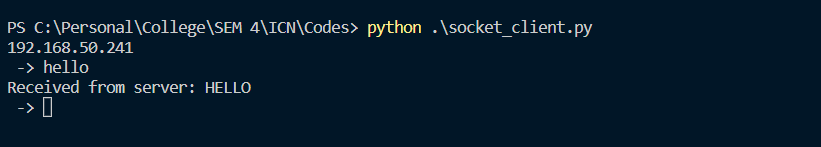 PS C:\Personal\College\SEM 4\ICN\Codes> python .\socket_client.py
192.168.50.241
 -> hello
Received from server: HELLO
 ->